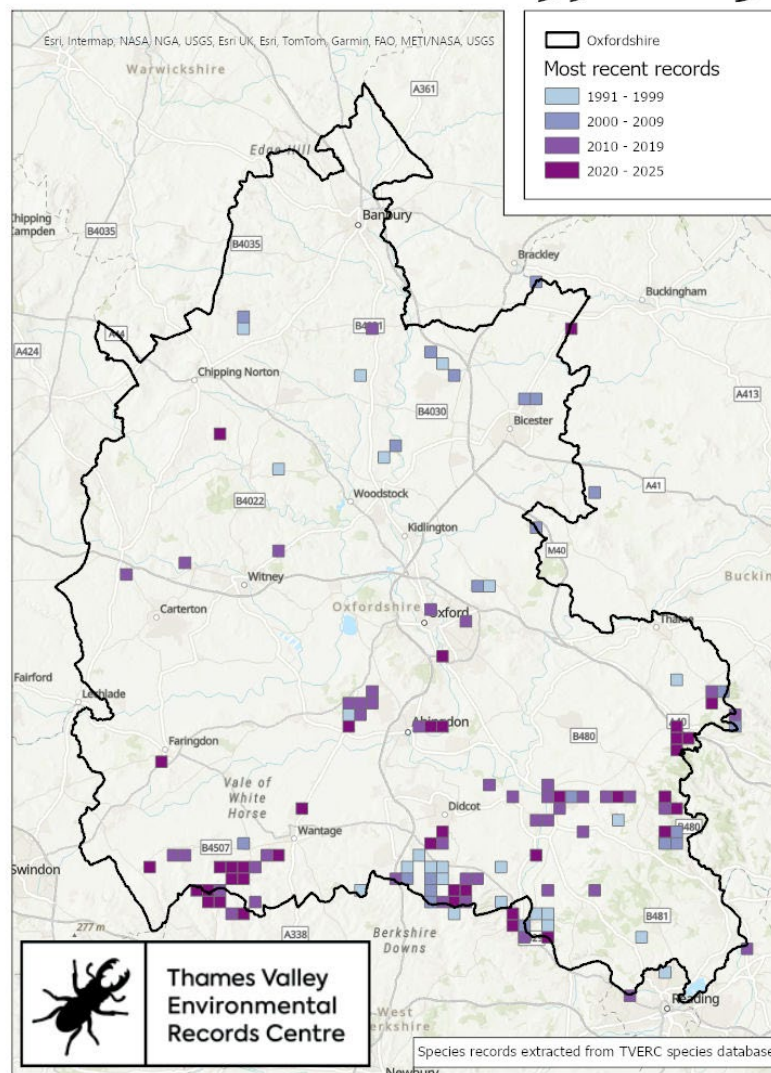 Esri, Intermap, NASA, NGA, USGS, Esri UK, Esri, TomTom, Garmin, FAO, METI/NASA, USGS
Oxfordshire
Most recent records
1991 - 1999
2000 - 2009
2010 - 2019
2020 - 2025
Warwickshire
A361
Edge Hill
Chipping
Campden
B4035
Banbury
B4035
Brackley
Buckingham
A44
A424
Chipping Norton
A413
B4030
Bicester
B4022
Woodstock
A41
Kidlington
M40
Witney
Oxfordshire
Oxford
Carterton
Thame
Fairford
Lechlade
A40
Abingdon
B480
Faringdon
Vale of
White
Horse
Didcot
Wantage
B480
B4507
Swindon
277 m
A338
Berkshire
Downs
B481
Reading
Thames Valley
Environmental
Records Centre
Species records extracted from TVERC species database